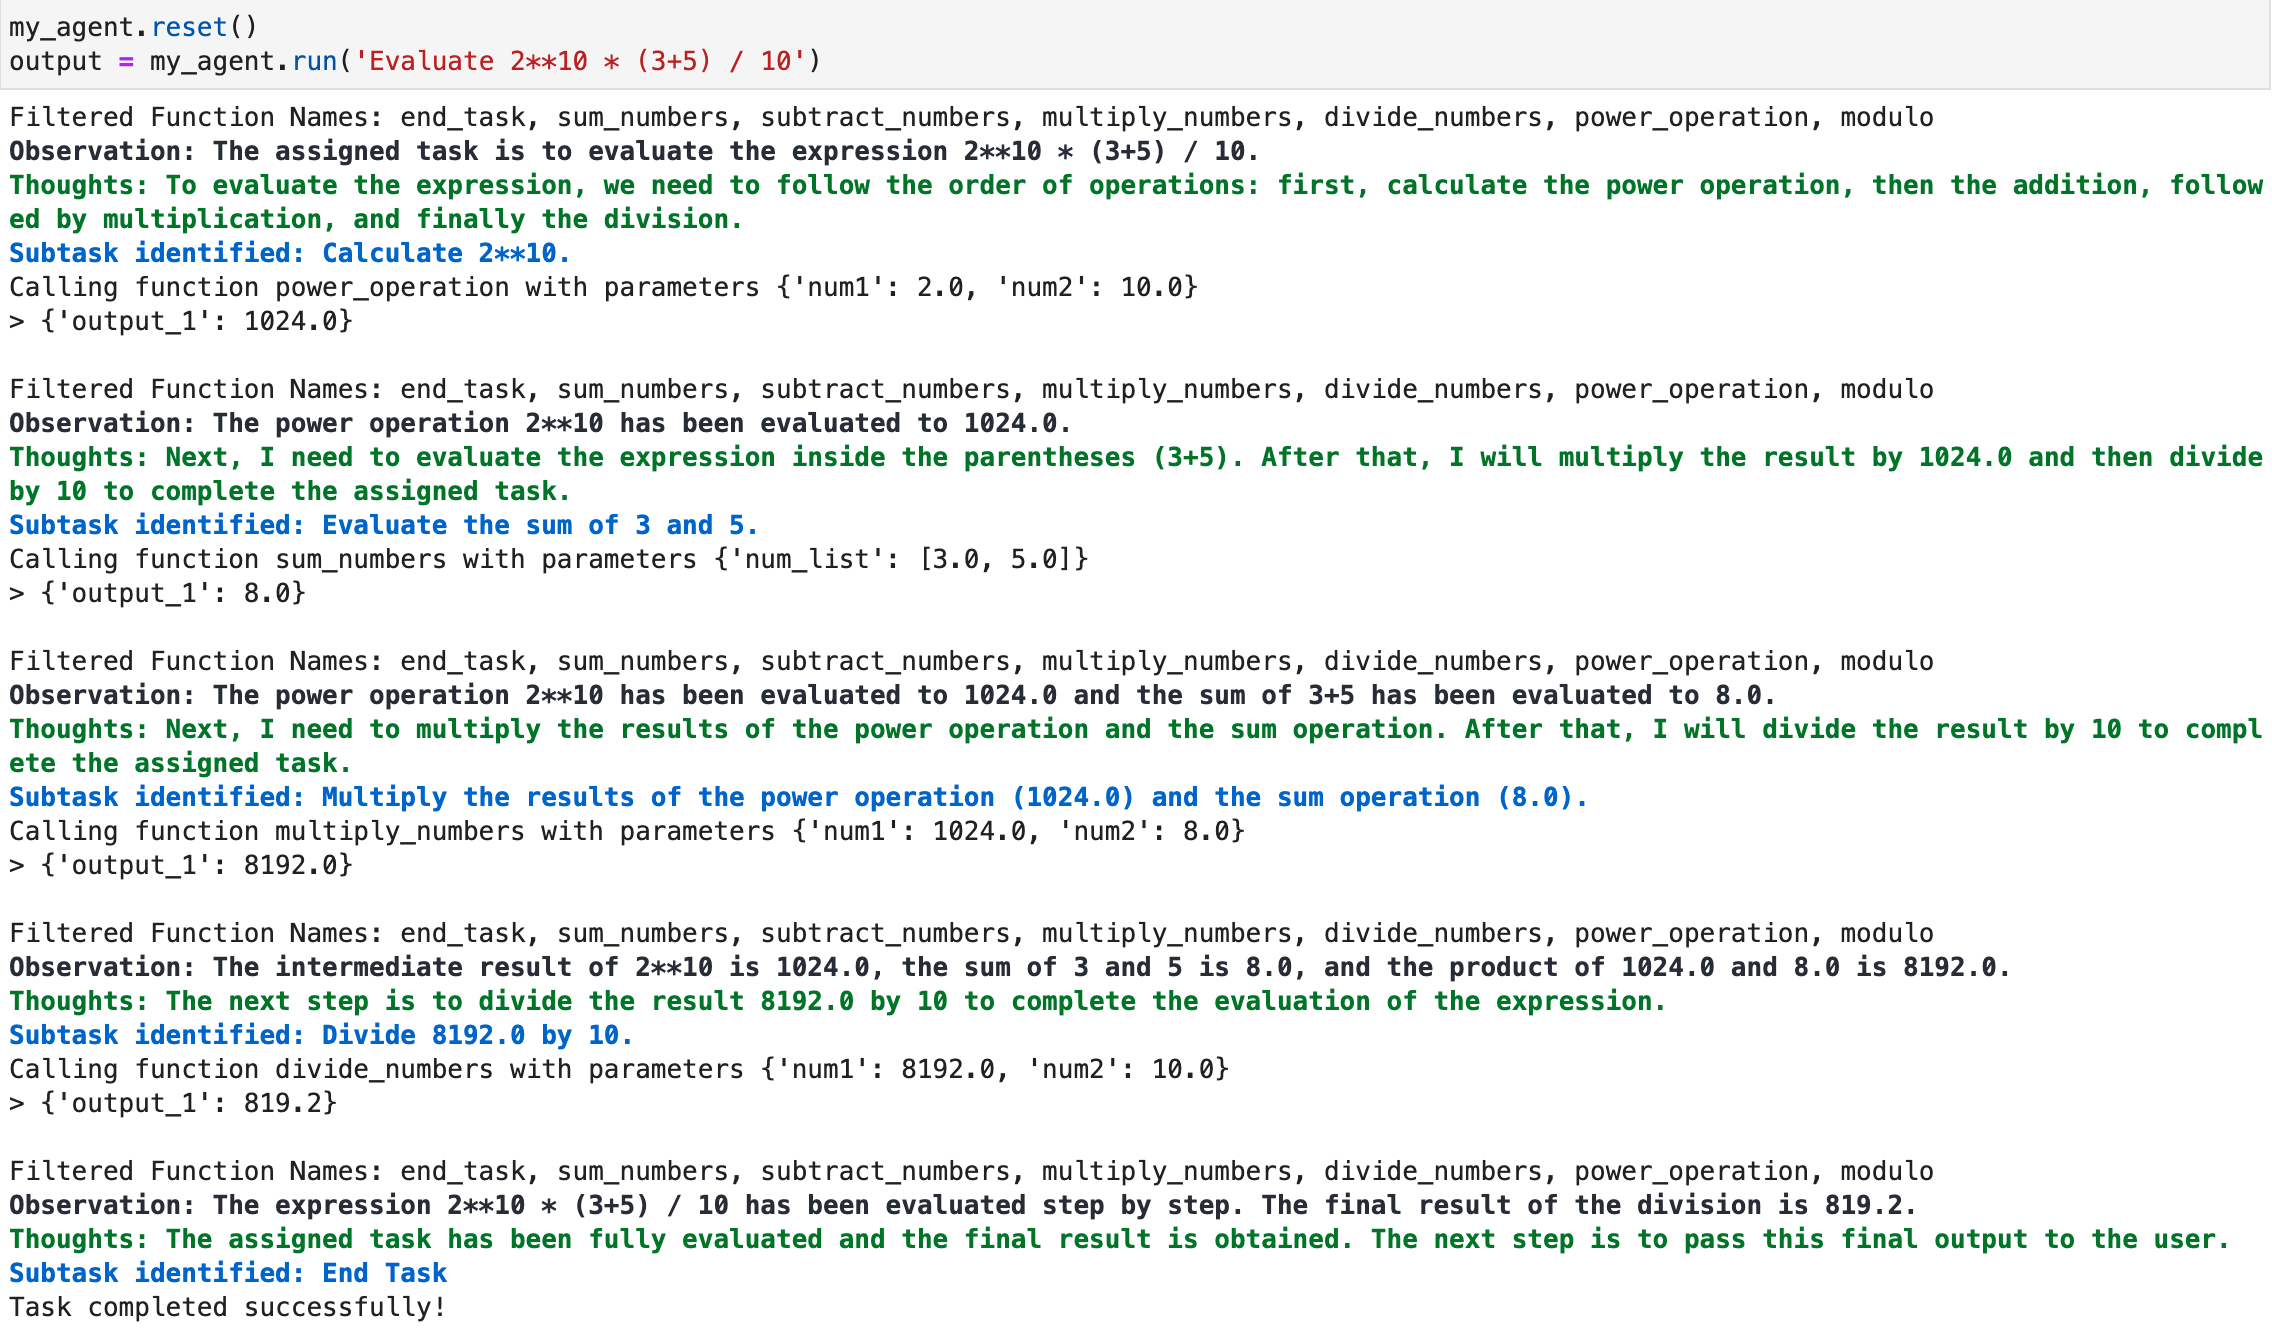 my_agent.reset()
output = my_agent.run('Evaluate 2**10 * (3+5) / 10')
Filtered Function Names: end_task, sum_numbers, subtract_numbers, multiply_numbers, divide_numbers, power_operation, modulo
Observation: The assigned task is to evaluate the expression 2**10 * (3+5) / 10.
Thoughts: To evaluate the expression, we need to follow the order of operations: first, calculate the power operation, then the addition, follow
ed by multiplication, and finally the division.
Subtask identified: Calculate 2**10.
Calling function power_operation with parameters {'num1': 2.0, 'num2': 10.0}
> {'output_1': 1024.0}
Filtered Function Names: end_task, sum_numbers, subtract_numbers, multiply_numbers, divide_numbers, power_operation, modulo
Observation: The power operation 2**10 has been evaluated to 1024.0.
Thoughts: Next, I need to evaluate the expression inside the parentheses (3+5). After that, I will multiply the result by 1024.0 and then divide
by 10 to complete the assigned task.
Subtask identified: Evaluate the sum of 3 and 5.
Calling function sum_numbers with parameters {'num_list': [3.0, 5.0]}
> {'output_1': 8.0}
Filtered Function Names: end_task, sum_numbers, subtract_numbers, multiply_numbers, divide_numbers, power_operation, modulo
Observation: The power operation 2**10 has been evaluated to 1024.0 and the sum of 3+5 has been evaluated to 8.0.
Thoughts: Next, I need to multiply the results of the power operation and the sum operation. After that, I will divide the result by 10 to compl
ete the assigned task.
Subtask identified: Multiply the results of the power operation (1024.0) and the sum operation (8.0).
Calling function multiply_numbers with parameters {'num1': 1024.0, 'num2': 8.0}
> {'output_1': 8192.0}
Filtered Function Names: end_task, sum_numbers, subtract_numbers, multiply_numbers, divide_numbers, power_operation, modulo
Observation: The intermediate result of 2**10 is 1024.0, the sum of 3 and 5 is 8.0, and the product of 1024.0 and 8.0 is 8192.0.
Thoughts: The next step is to divide the result 8192.0 by 10 to complete the evaluation of the expression.
Subtask identified: Divide 8192.0 by 10.
Calling function divide_numbers with parameters {'num1': 8192.0, 'num2': 10.0}
> {'output_1': 819.2}
Filtered Function Names: end_task, sum_numbers, subtract_numbers, multiply_numbers, divide_numbers, power_operation, modulo
Observation: The expression 2**10 * (3+5) / 10 has been evaluated step by step. The final result of the division is 819.2.
Thoughts: The assigned task has been fully evaluated and the final result is obtained. The next step is to pass this final output to the user.
Subtask identified: End Task
Task completed successfully!